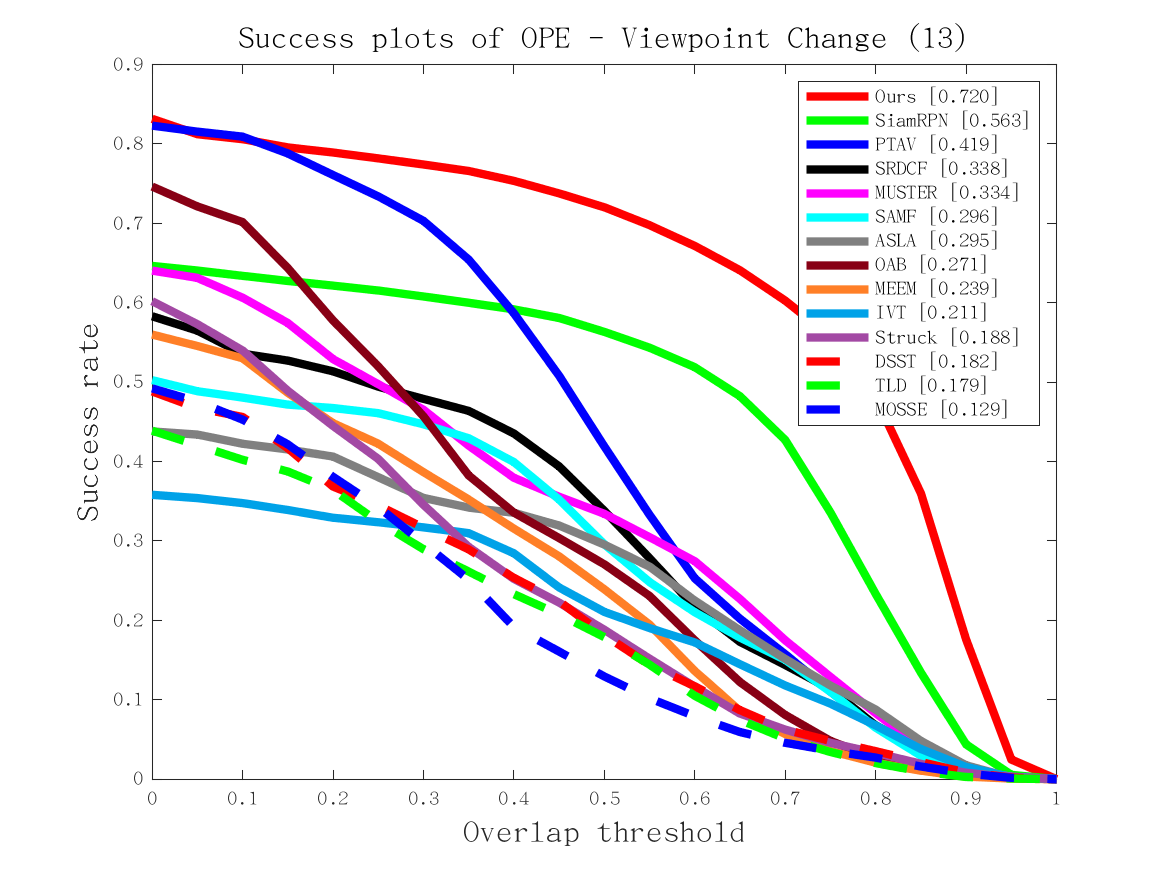 Success plots of OPE - Viewpoint Change (13)
0.9
0.8
0.7
0.6
0.5
0.4
0.3
0.2
0.1
0
Success rate
Ours [0.720]
SiamRPN [0.563]
PTAV [0.419]
SRDCF [0.338]
MUSTER [0.334]
SAMF [0.296]
ASLA [0.295]
OAB [0.271]
MEEM [0.239]
IVT [0.211]
Struck [0.188]
DSST [0.182]
TLD [0.179]
MOSSE [0.129]
0 0.1 0.2 0.3 0.4 0.5 0.6 0.7 0.8 0.9 1
Overlap threshold